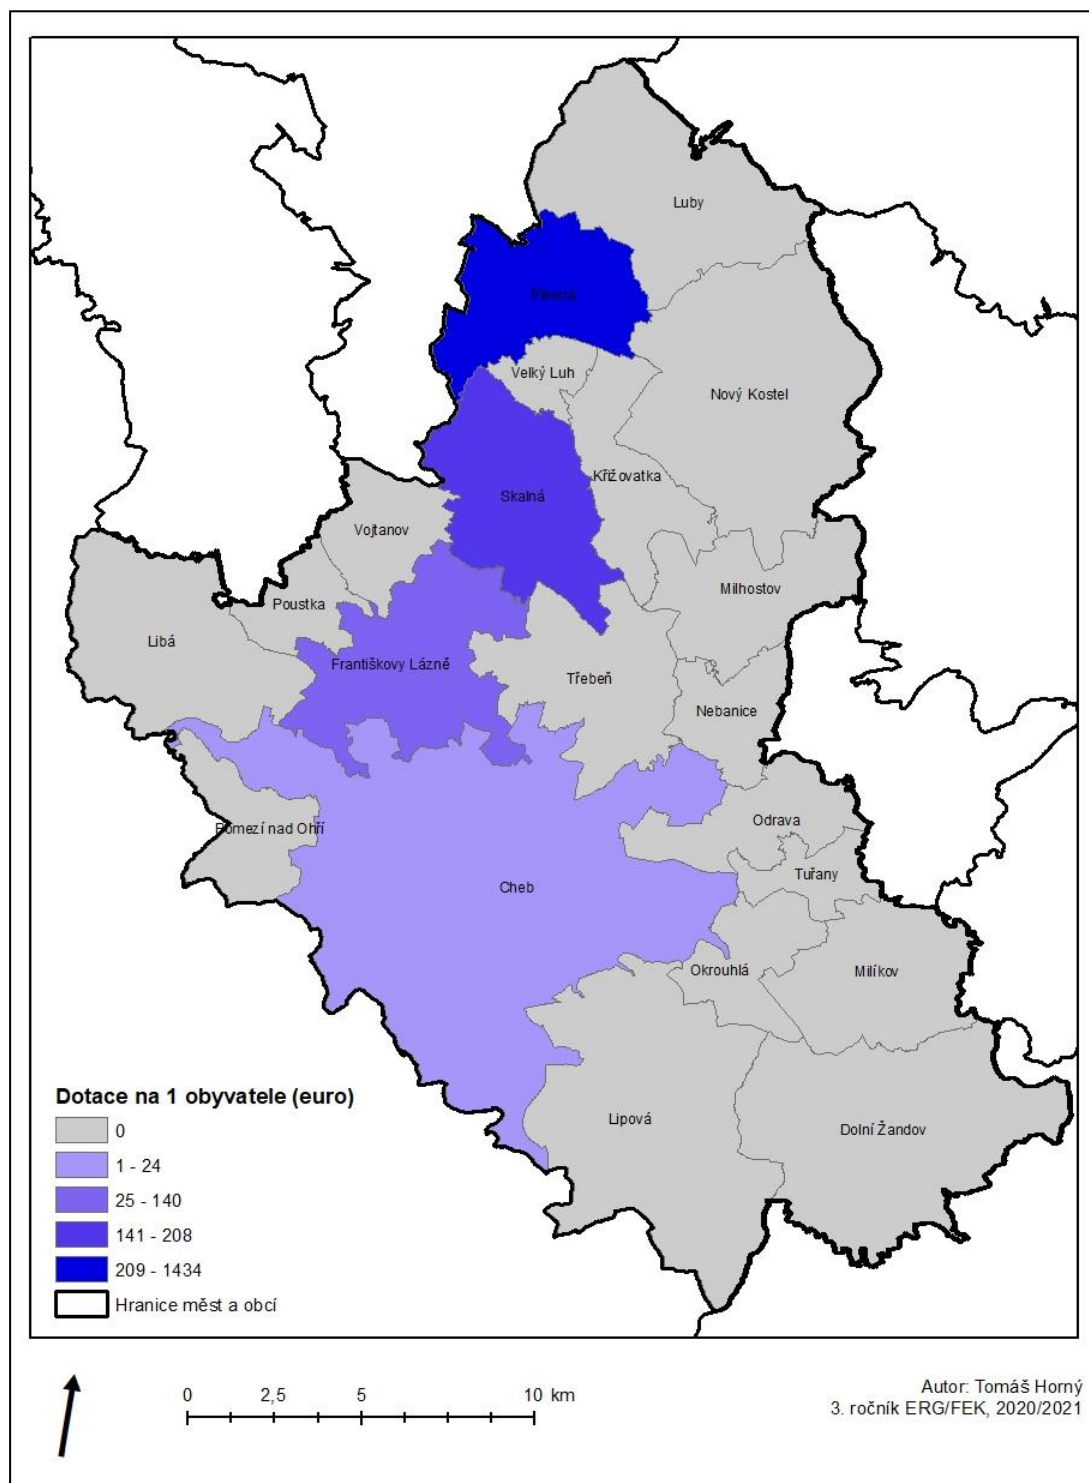 Luby
Plesná
Velký Luh
Nový Kostel
Křižovatka
Skalná
Vojtanov
Milhostov
Poustka
Libá
Františkovy Lázně
Třebeň
Nebanice
Odrava
Pomezí nad Ohří
Tuřany
Cheb
Okrouhlá
Milíkov
Lipová
Dolní Žandov
Dotace na 1 obyvatele (euro)
0
1 - 24
25 - 140
141 - 208
209 - 1434
Hranice měst a obcí
0 2,5 5 10 km
Autor: Tomáš Horný
3. ročník ERG/FEK, 2020/2021